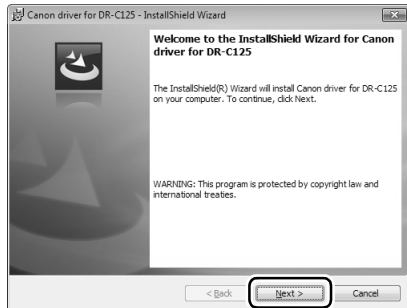 Canon driver for DR-C125 - InstallShield Wizard
Welcome to the InstallShield Wizard for Canon
driver for DR-C125
The InstallShield(R) Wizard will install Canon driver for DR-C125
on your computer. To continue, click Next.
WARNING: This program is protected by copyright law and
international treaties.
< Back Next > Cancel